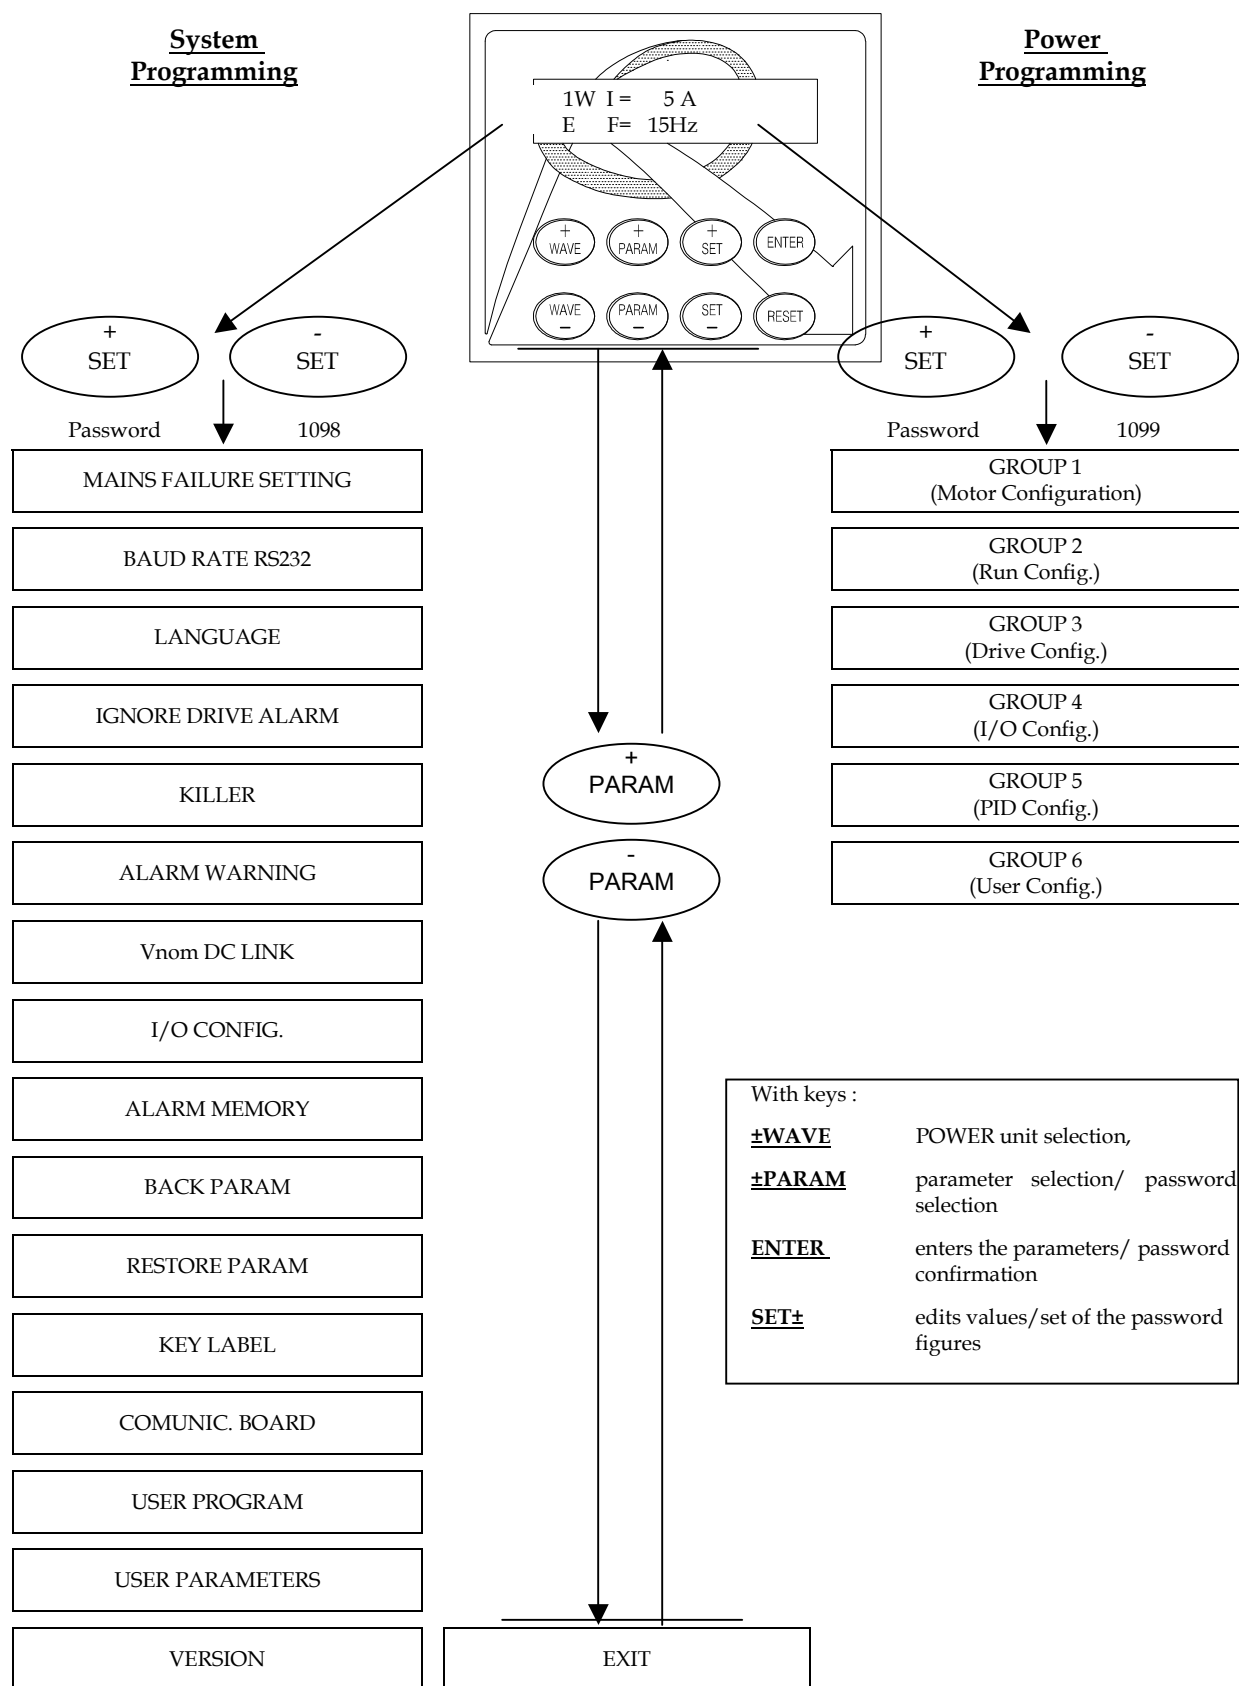 System
Programming
Power
Programming
1W I = 5 A
E F= 15Hz
+ WAVE
+ PARAM
+ SET
ENTER
WAVE −
PARAM −
SET −
RESET
+
SET
-
SET
+
SET
-
SET
Password 1098
Password 1099
MAINS FAILURE SETTING
BAUD RATE RS232
LANGUAGE
IGNORE DRIVE ALARM
KILLER
ALARM WARNING
Vnom DC LINK
I/O CONFIG.
ALARM MEMORY
BACK PARAM
RESTORE PARAM
KEY LABEL
COMUNIC. BOARD
USER PROGRAM
USER PARAMETERS
VERSION
+
PARAM
-
PARAM
EXIT
GROUP 1
(Motor Configuration)
GROUP 2
(Run Config.)
GROUP 3
(Drive Config.)
GROUP 4
(I/O Config.)
GROUP 5
(PID Config.)
GROUP 6
(User Config.)
With keys :
±WAVE POWER unit selection,
±PARAM parameter selection/ password
selection
ENTER enters the parameters/ password
confirmation
SET± edits values/set of the password
figures